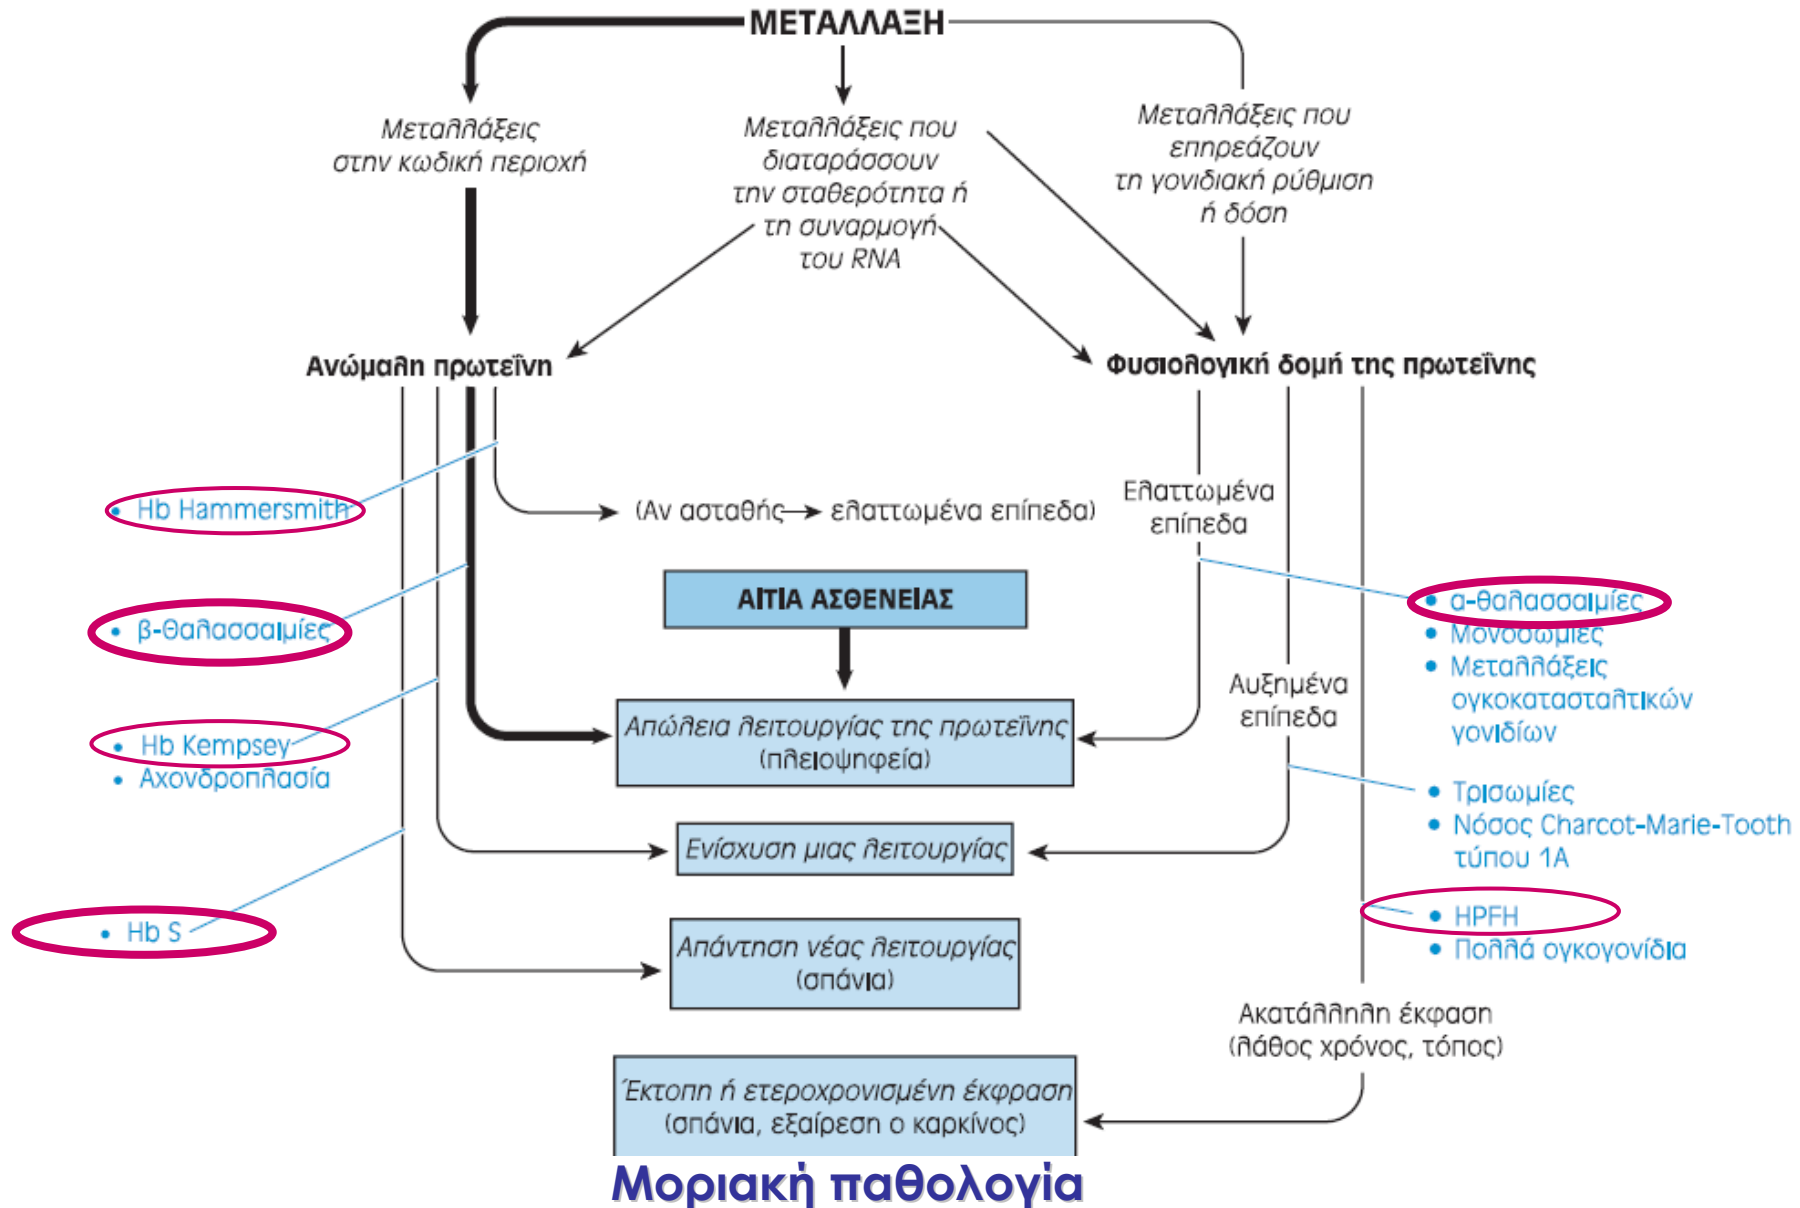 ΜΕΤΑΛΛΑΞΗ
Μεταλλάξεις
στην κωδική περιοχή
Μεταλλάξεις που
διαταράσσουν
την σταθερότητα ή
τη συναρμογή
του RNA
Μεταλλάξεις που
επηρεάζουν
τη γονιδιακή ρύθμιση
ή δόση
Ανώμαλη πρωτεΐνη
Φυσιολογική δομή της πρωτεΐνης
• Hb Hammersmith
(Αν ασταθής → ελαττωμένα επίπεδα)
Ελαττωμένα
επίπεδα
ΑΙΤΙΑ ΑΣΘΕΝΕΙΑΣ
• β-θαλασσαιμίες
• α-θαλασσαιμίες
• Μονοσωμίες
• Μεταλλάξεις
ογκοκατασταλτικών
γονιδίων
Αυξημένα
επίπεδα
Απώλεια λειτουργίας της πρωτεΐνης
(πλειοψηφεία)
• Hb Kempsey
• Αχονδροπλασία
• Τρισωμίες
• Νόσος Charcot-Marie-Tooth
τύπου 1A
Ενίσχυση μιας λειτουργίας
• Hb S
• HPFH
• Πολλά ογκογονίδια
Απάντηση νέας λειτουργίας
(σπάνια)
Ακατάλληλη έκφαση
(λάθος χρόνος, τόπος)
Έκτοπη ή ετεροχρονισμένη έκφραση
(σπάνια, εξαίρεση ο καρκίνος)
Μοριακή παθολογία